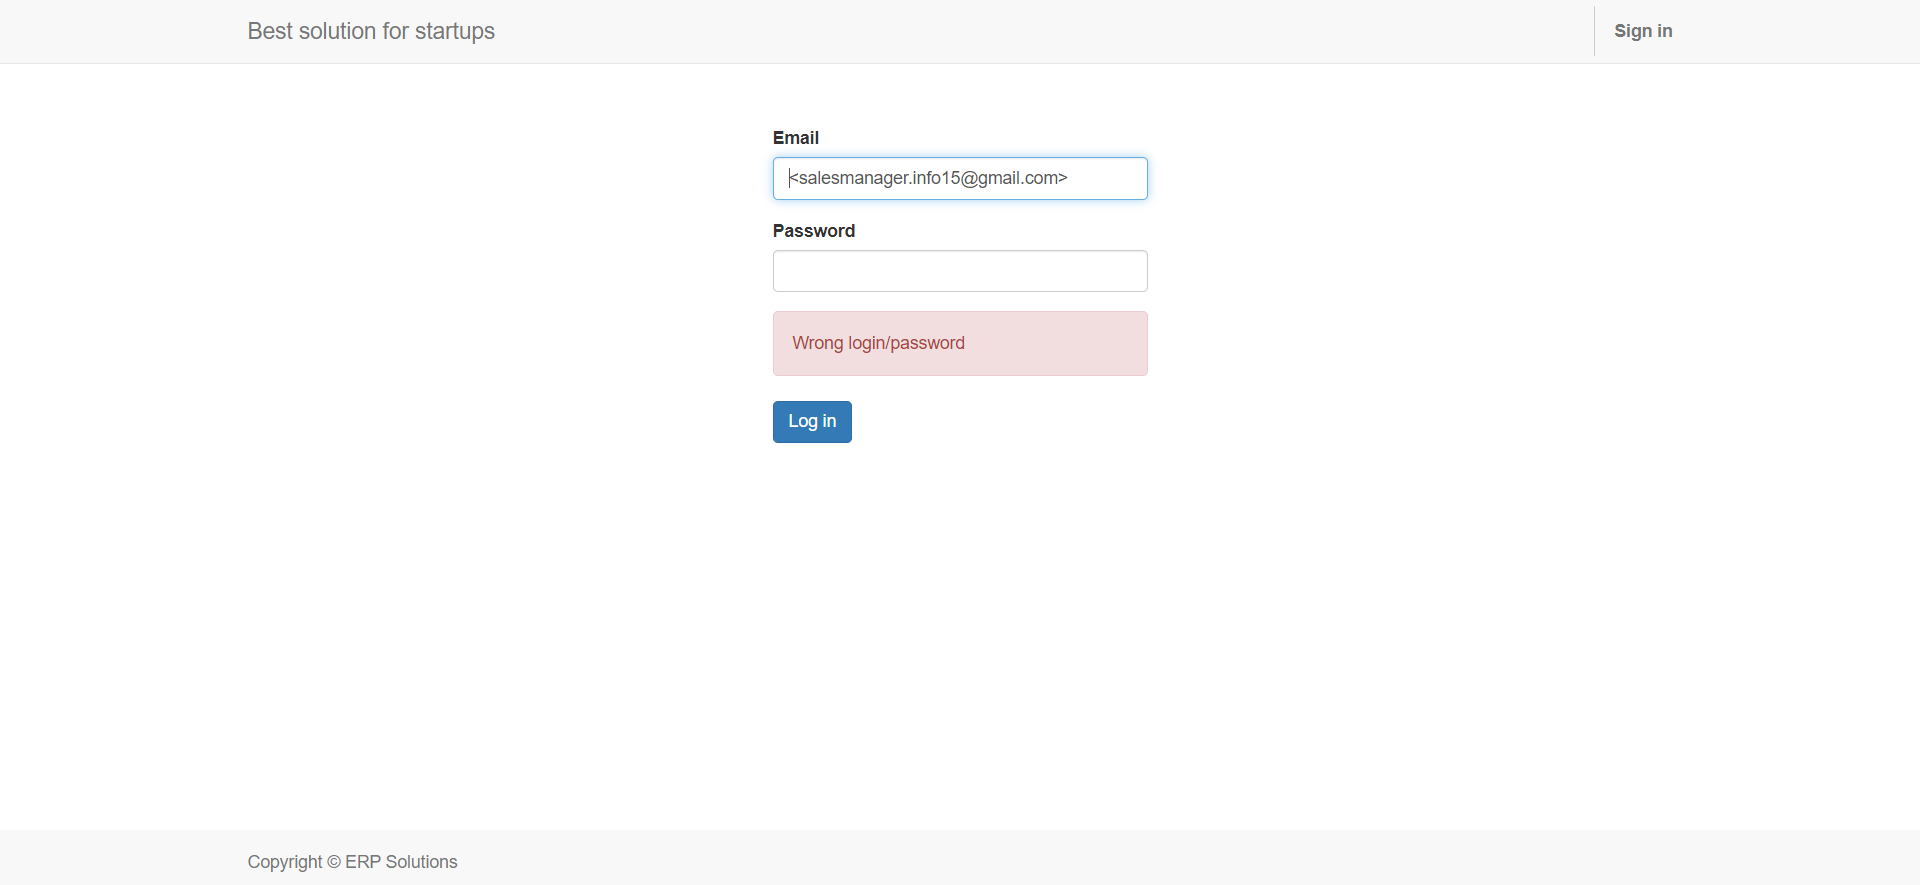 Best solution for startups
Sign in
Email
<salesmanager.info15@gmail.com>
Password
Wrong login/password
Log in
Copyright © ERP Solutions